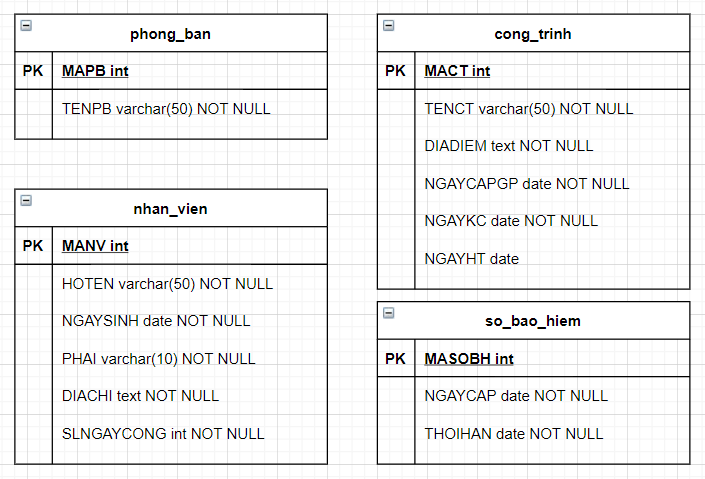 phong_ban
PK MAPB int
TENPB varchar(50) NOT NULL
nhan_vien
PK MANV int
HOTEN varchar(50) NOT NULL
NGAYSINH date NOT NULL
PHAI varchar(10) NOT NULL
DIACHI text NOT NULL
SLNGAYCONG int NOT NULL
cong_trinh
PK MACT int
TENCT varchar(50) NOT NULL
DIADIEM text NOT NULL
NGAYCAPGP date NOT NULL
NGAYKC date NOT NULL
NGAYHT date
so_bao_hiem
PK MASOBH int
NGAYCAP date NOT NULL
THOIHAN date NOT NULL